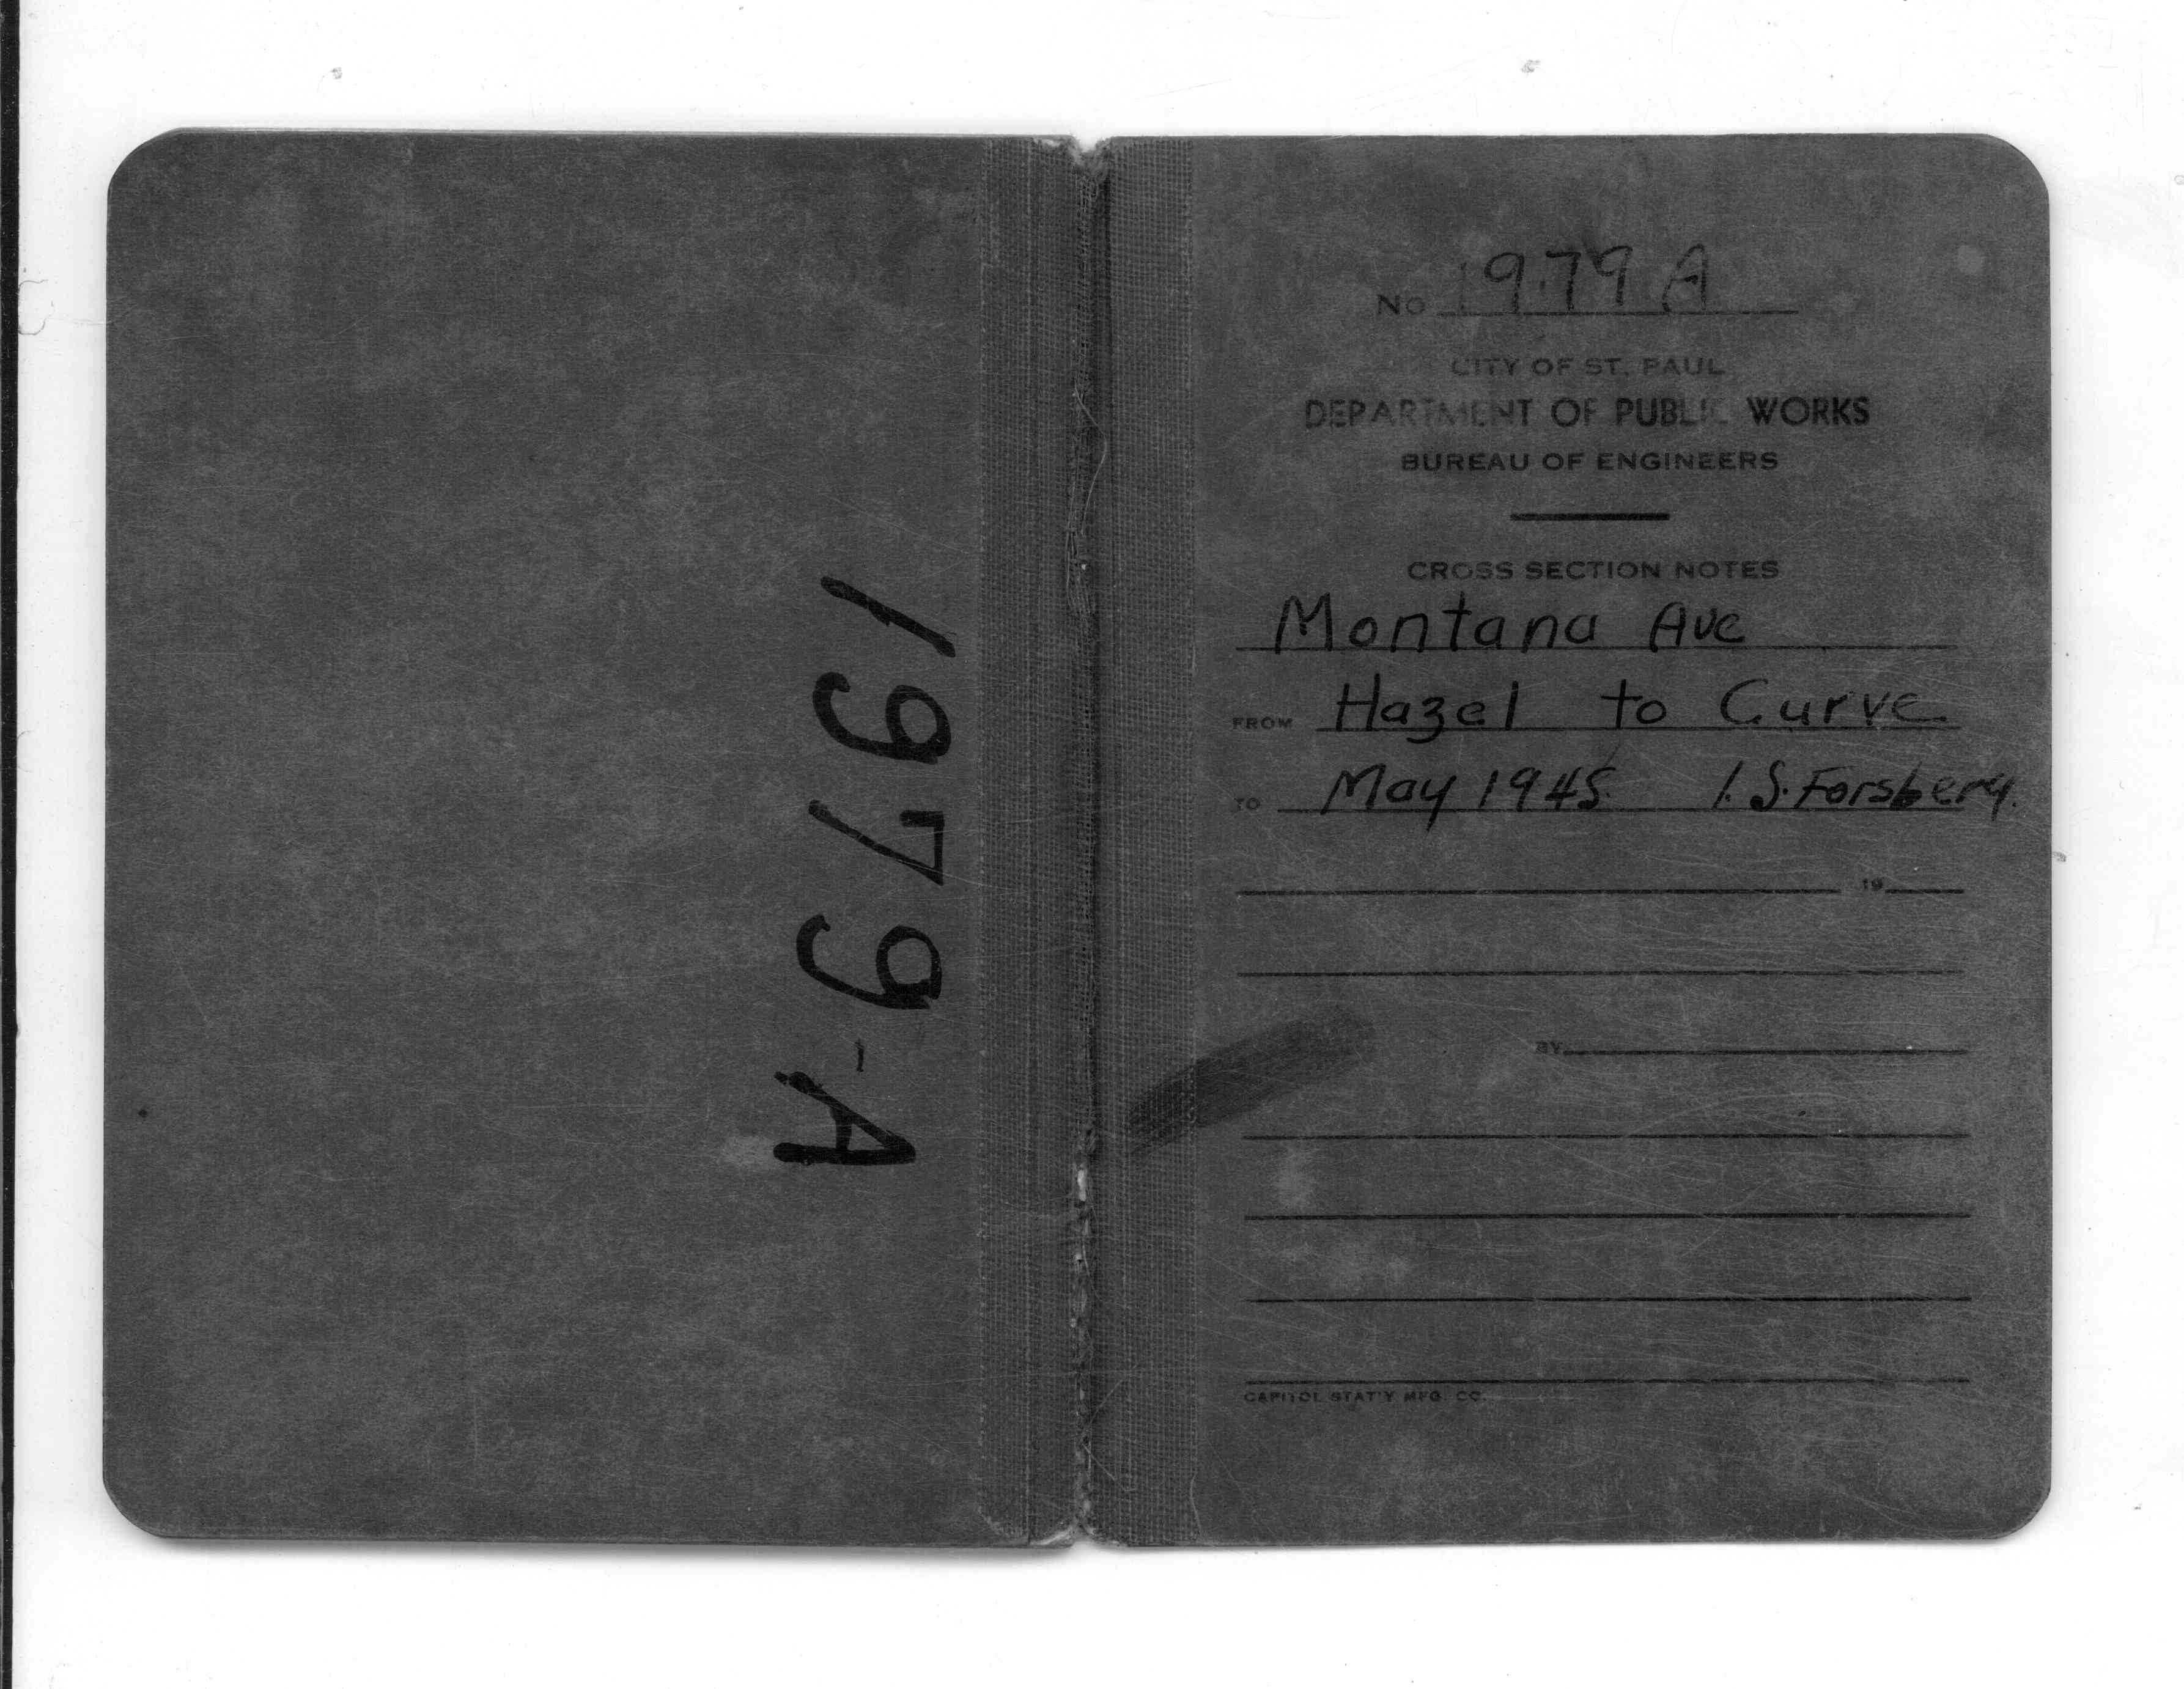 1979-A
No 1979 A
CITY OF ST. PAUL
DEPARTMENT OF PUBLIC WORKS
BUREAU OF ENGINEERS
CROSS SECTION NOTES
Montana Ave
FROM Hazel to Curve
TO May 1945. I.S. Forsberg.
19
BY
CAPITOL STAT'Y MFG. CO.